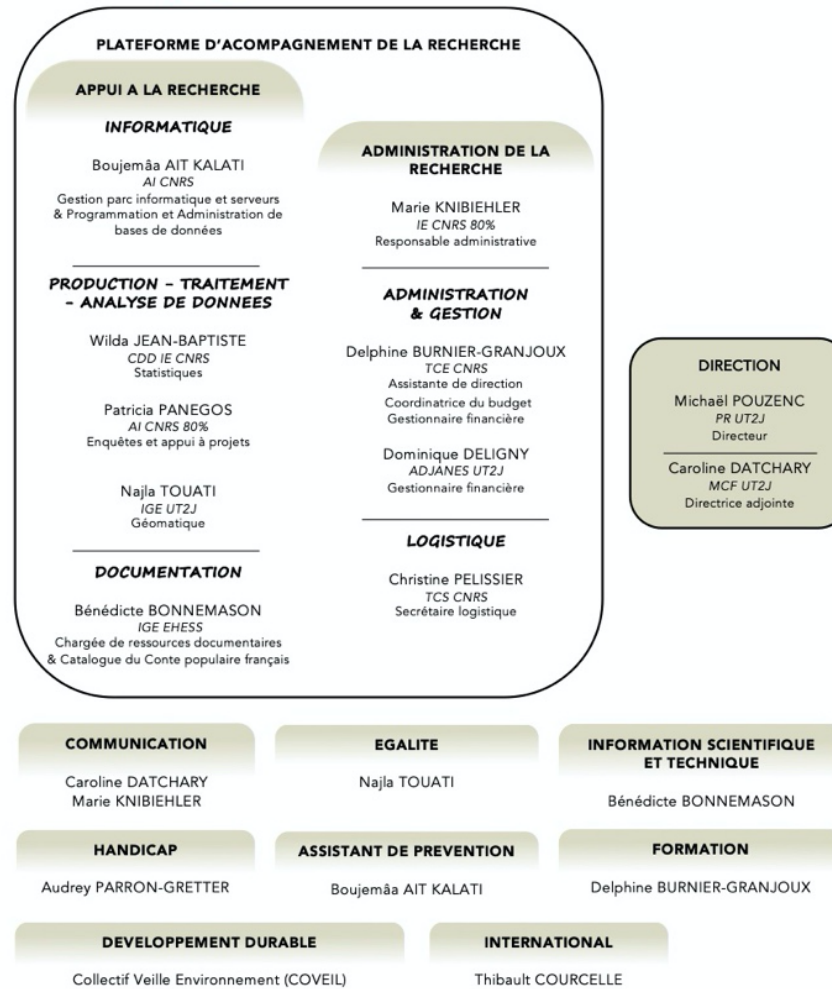 PLATEFORME D'ACOMPAGNEMENT DE LA RECHERCHE
APPUI A LA RECHERCHE
INFORMATIQUE
Boujemâa AIT KALATI
AI CNRS
Gestion parc informatique et serveurs
& Programmation et Administration de
bases de données
PRODUCTION – TRAITEMENT
– ANALYSE DE DONNEES
Wilda JEAN-BAPTISTE
CDD IE CNRS
Statistiques
Patricia PANEGOS
AI CNRS 80%
Enquêtes et appui à projets
Najla TOUATI
IGE UT2J
Géomatique
DOCUMENTATION
Bénédicte BONNEMASON
IGE EHESS
Chargée de ressources documentaires
& Catalogue du Conte populaire français
ADMINISTRATION DE LA
RECHERCHE
Marie KNIBIEHLER
IE CNRS 80%
Responsable administrative
ADMINISTRATION
& GESTION
Delphine BURNIER-GRANJOUX
TCE CNRS
Assistante de direction
Coordinatrice du budget
Gestionnaire financière
Dominique DELIGNY
ADJANES UT2J
Gestionnaire financière
LOGISTIQUE
Christine PELISSIER
TCS CNRS
Secrétaire logistique
DIRECTION
Michaël POUZENC
PR UT2J
Directeur
Caroline DATCHARY
MCF UT2J
Directrice adjointe
COMMUNICATION
Caroline DATCHARY
Marie KNIBIEHLER
EGALITE
Najla TOUATI
INFORMATION SCIENTIFIQUE
ET TECHNIQUE
Bénédicte BONNEMASON
HANDICAP
Audrey PARRON-GRETTER
ASSISTANT DE PREVENTION
Boujemâa AIT KALATI
FORMATION
Delphine BURNIER-GRANJOUX
DEVELOPPEMENT DURABLE
Collectif Veille Environnement (COVEIL)
INTERNATIONAL
Thibault COURCELLE